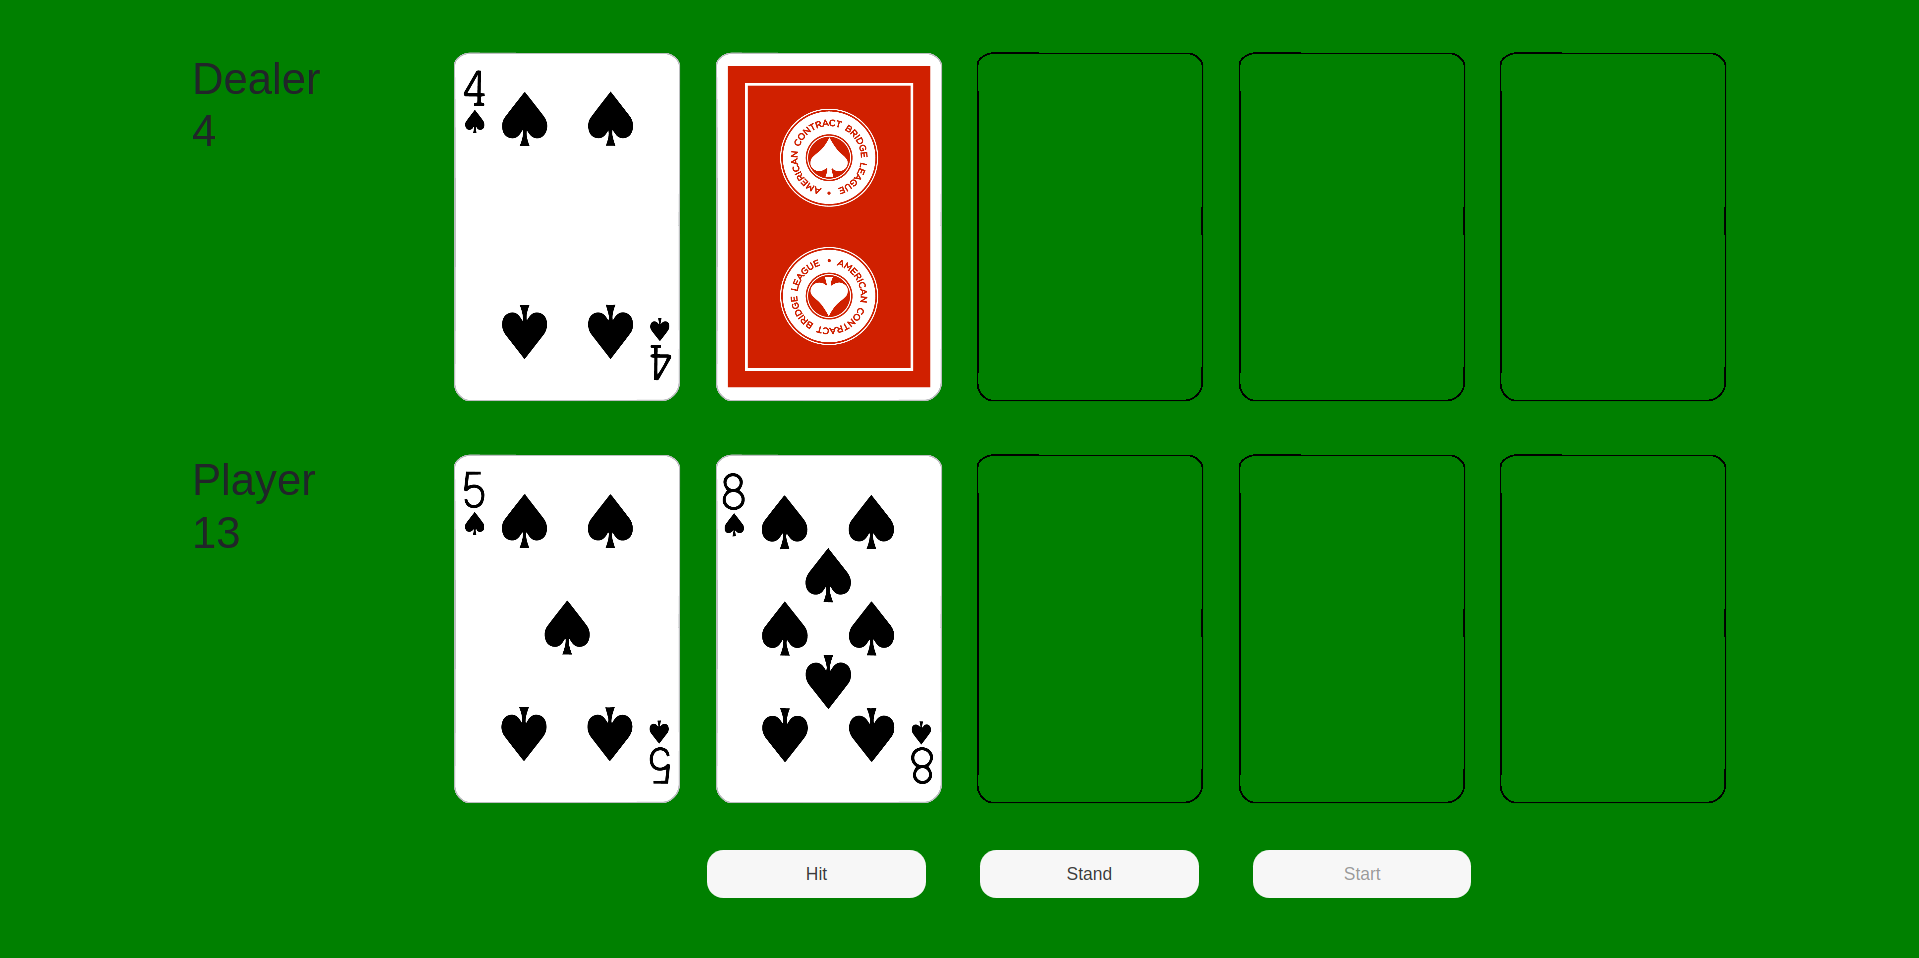 Dealer
4
4
4
AMERICAN CONTRACT BRIDGE LEAGUE •
AMERICAN CONTRACT BRIDGE LEAGUE •
Player
13
5
5
8
8
Hit
Stand
Start